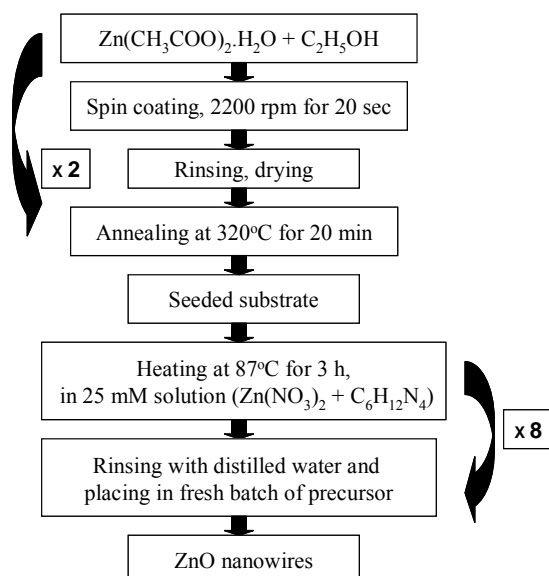 Zn(CH₃COO)₂.H₂O + C₂H₅OH
Spin coating, 2200 rpm for 20 sec
x 2
Rinsing, drying
Annealing at 320°C for 20 min
Seeded substrate
Heating at 87°C for 3 h,
in 25 mM solution (Zn(NO₃)₂ + C₆H₁₂N₄)
x 8
Rinsing with distilled water and
placing in fresh batch of precursor
ZnO nanowires